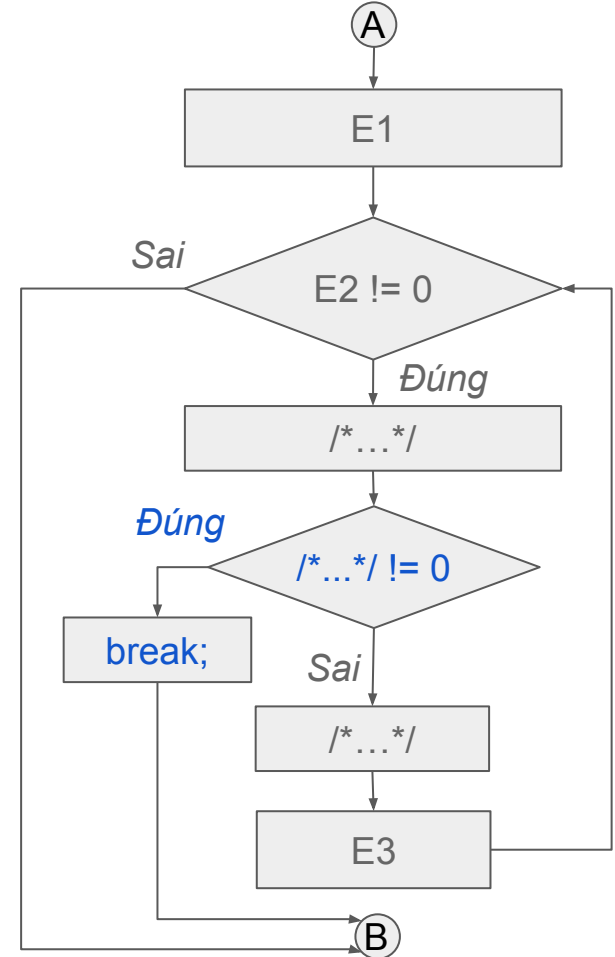 A
E1
Sai
E2 != 0
Đúng
/*…*/
Đúng
/*...*/ != 0
break;
Sai
/*…*/
E3
B